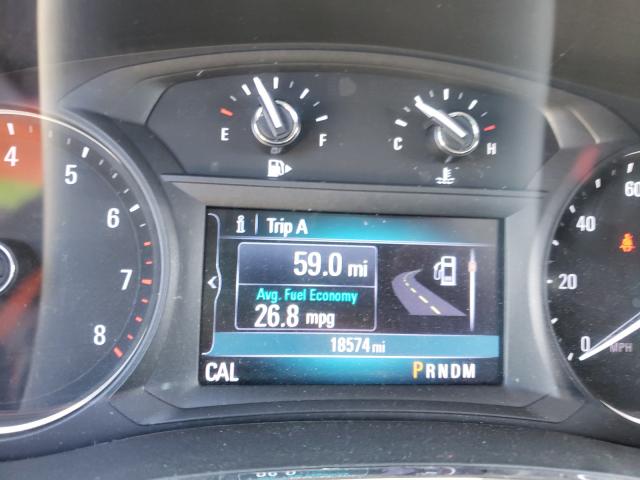 E F
C H
4
5
6
7
8
i Trip A
59.0 mi
Avg. Fuel Economy
26.8 mpg
18574 mi
CAL PRNDM
60
40
20
0
MPH